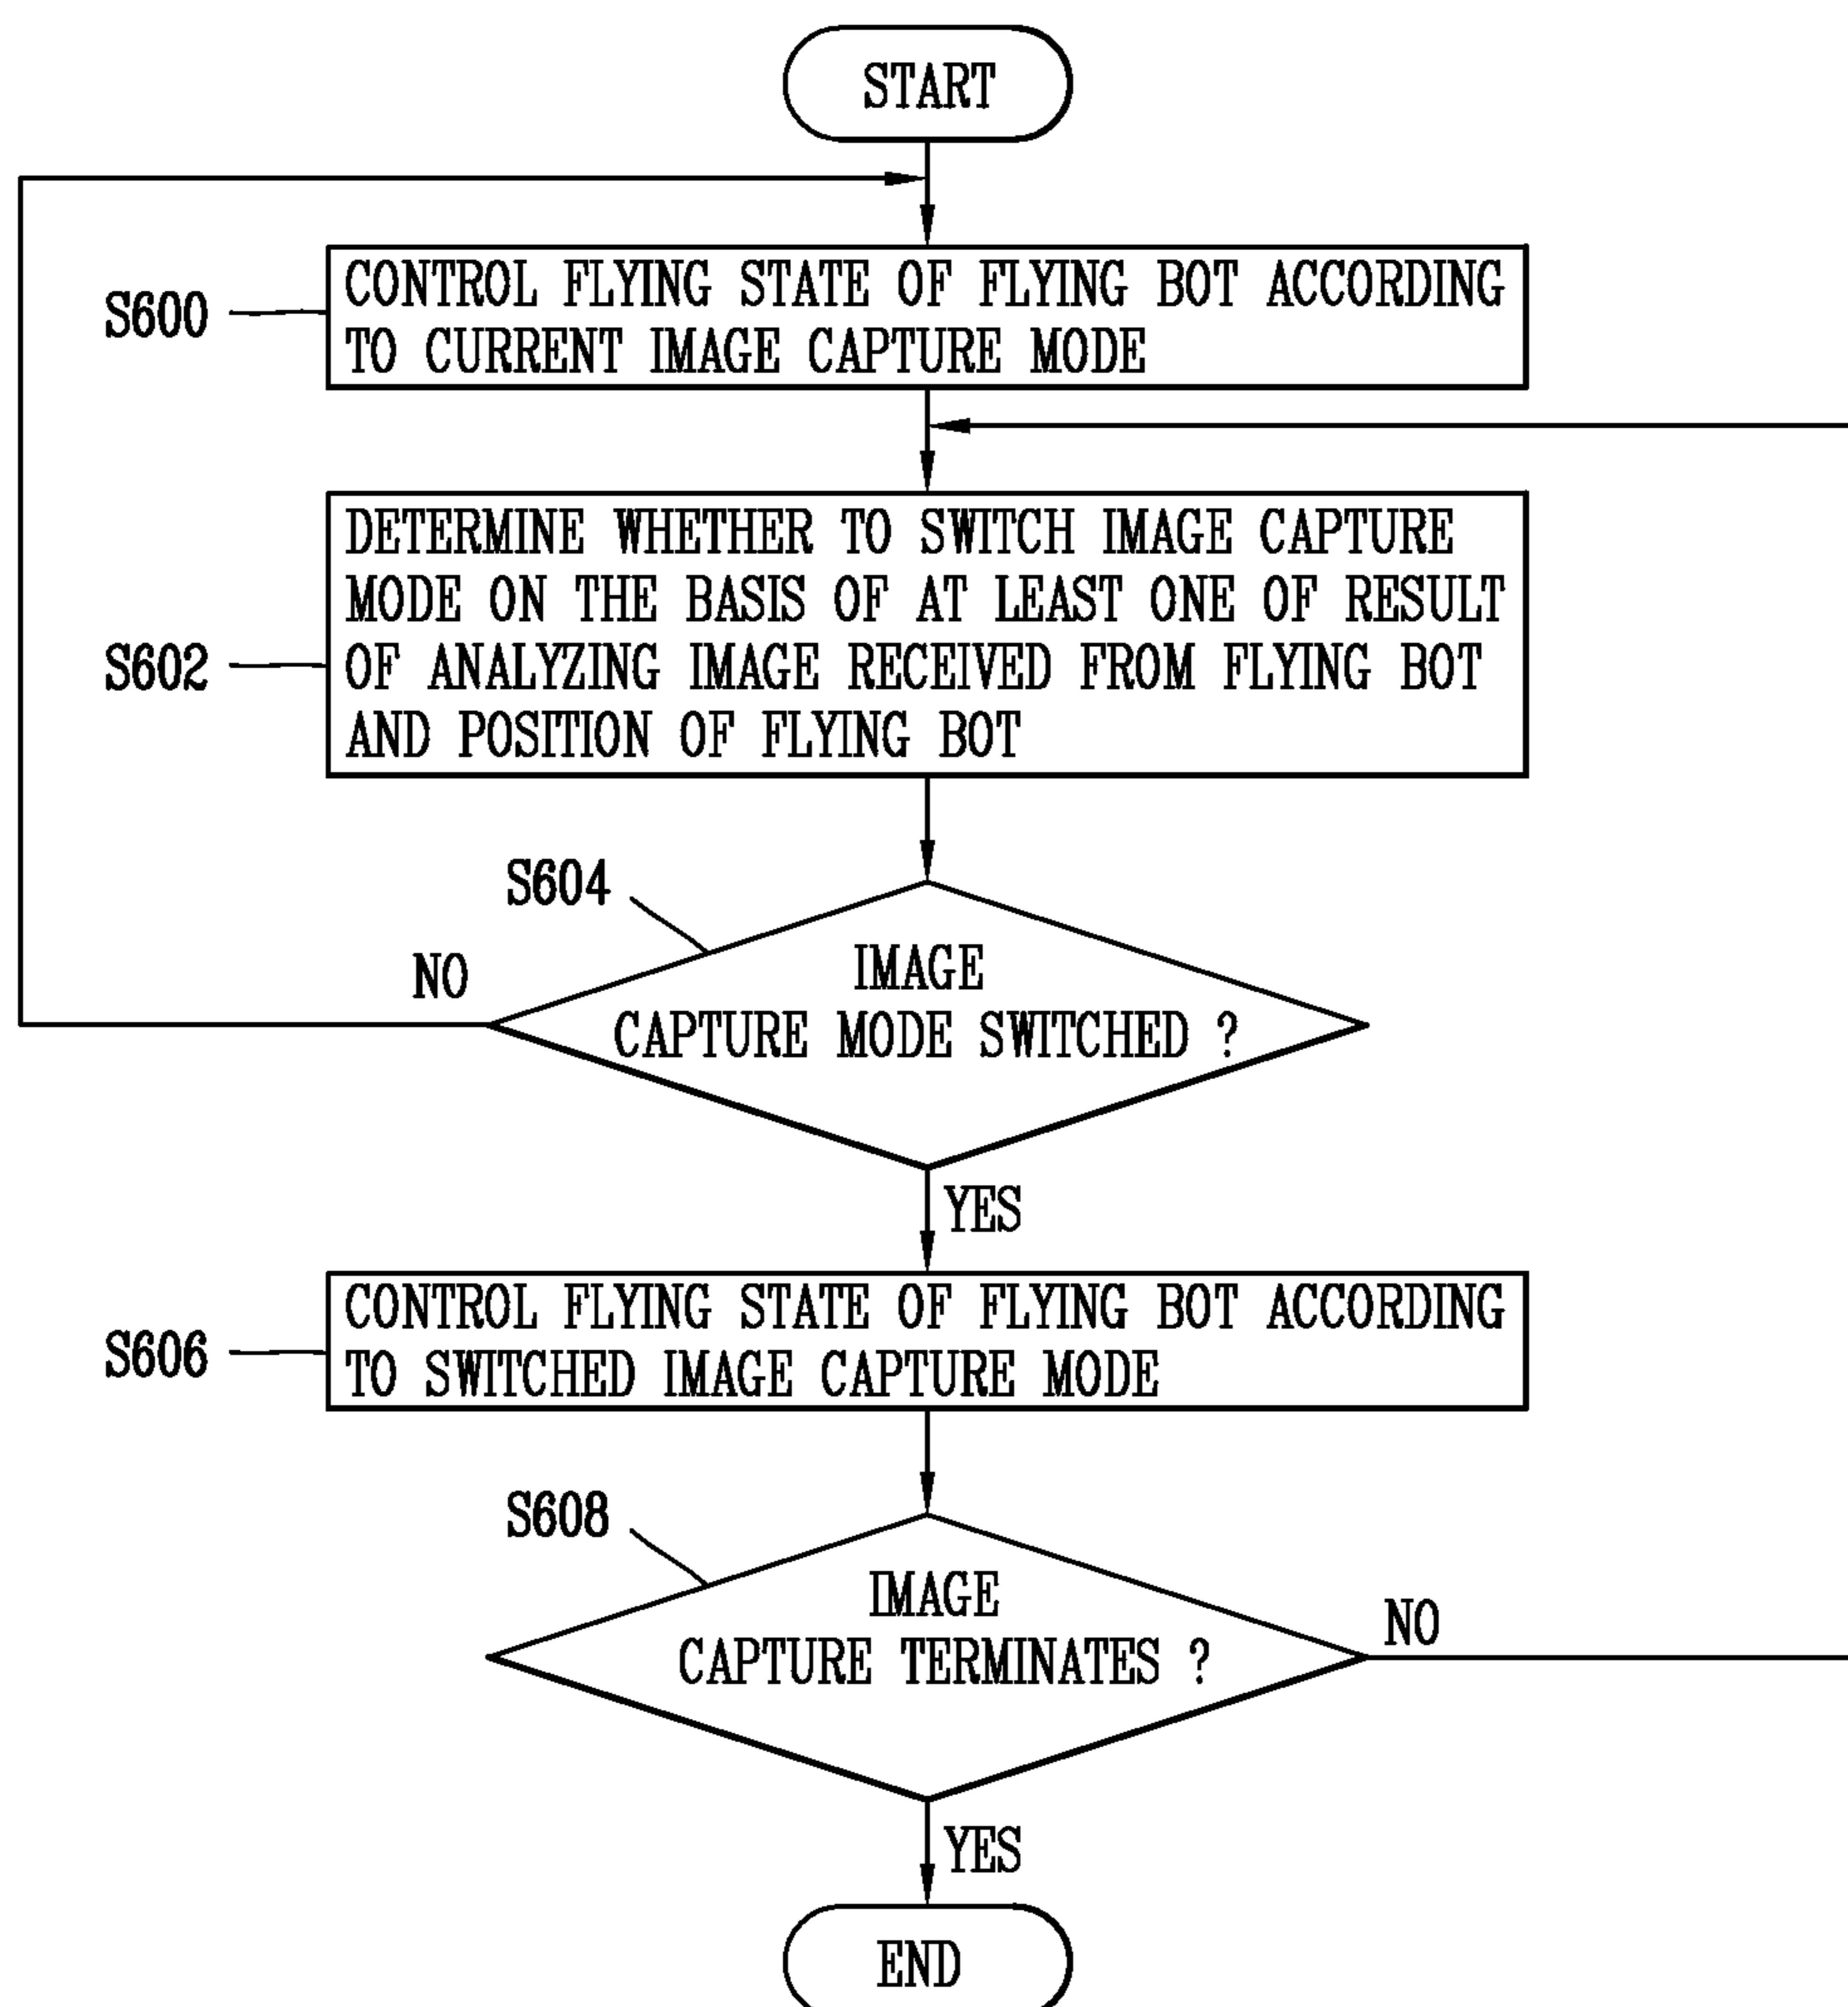 START
S600
CONTROL FLYING STATE OF FLYING BOT ACCORDING
TO CURRENT IMAGE CAPTURE MODE
S602
DETERMINE WHETHER TO SWITCH IMAGE CAPTURE
MODE ON THE BASIS OF AT LEAST ONE OF RESULT
OF ANALYZING IMAGE RECEIVED FROM FLYING BOT
AND POSITION OF FLYING BOT
S604
NO
IMAGE
CAPTURE MODE SWITCHED ?
YES
S606
CONTROL FLYING STATE OF FLYING BOT ACCORDING
TO SWITCHED IMAGE CAPTURE MODE
S608
IMAGE
CAPTURE TERMINATES ?
NO
YES
END